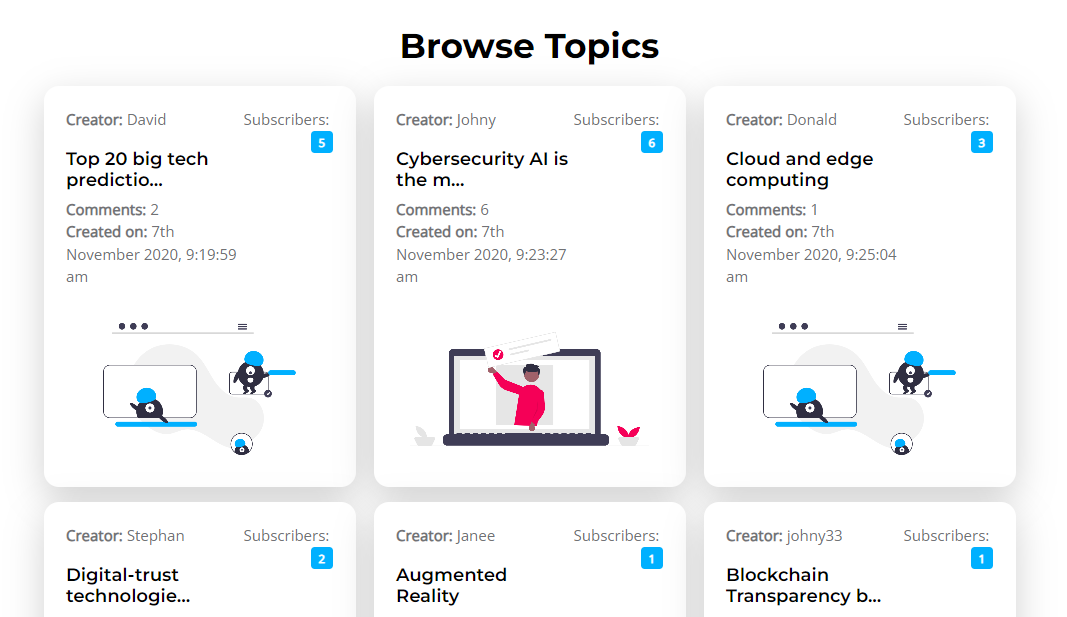 Browse Topics
Creator: David
Subscribers:
5
Top 20 big tech
predictio...
Comments: 2
Created on: 7th
November 2020, 9:19:59
am
Creator: Johny
Subscribers:
6
Cybersecurity AI is
the m...
Comments: 6
Created on: 7th
November 2020, 9:23:27
am
Creator: Donald
Subscribers:
3
Cloud and edge
computing
Comments: 1
Created on: 7th
November 2020, 9:25:04
am
Creator: Stephan
Subscribers:
2
Digital-trust
technologie...
Creator: Janee
Subscribers:
1
Augmented
Reality
Creator: johny33
Subscribers:
1
Blockchain
Transparency b...